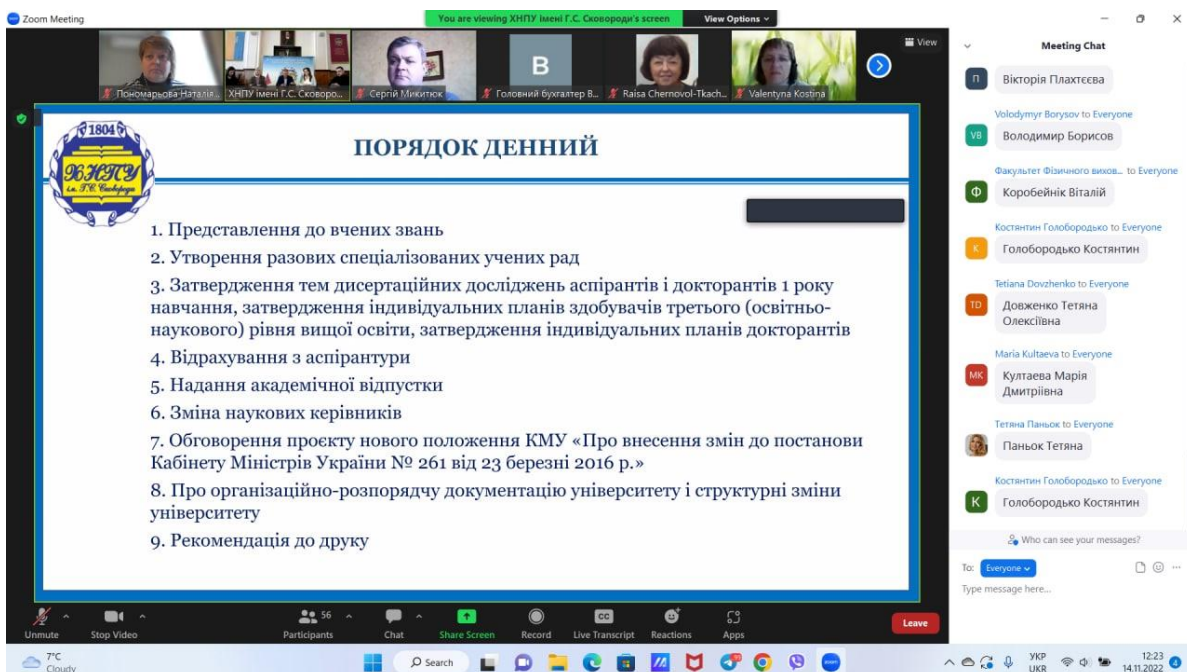 Zoom Meeting
You are viewing ХНПУ імені Г.С. Сковороди's screen
View Options
View
Пономарьова Наталія...
ХНПУ імені Г.С. Сковоро...
Сергій Микитюк
B
Головний бухгалтер В...
Raisa Chernovol-Tkach...
Valentyna Kostina
1804
ХНПУ
ім. Г.С. Сковороди
ПОРЯДОК ДЕННИЙ
1. Представлення до вчених звань
2. Утворення разових спеціалізованих учених рад
3. Затвердження тем дисертаційних досліджень аспірантів і докторантів 1 року
навчання, затвердження індивідуальних планів здобувачів третього (освітньо-
наукового) рівня вищої освіти, затвердження індивідуальних планів докторантів
4. Відрахування з аспірантури
5. Надання академічної відпустки
6. Зміна наукових керівників
7. Обговорення проєкту нового положення КМУ «Про внесення змін до постанови
Кабінету Міністрів України № 261 від 23 березні 2016 р.»
8. Про організаційно-розпорядчу документацію університету і структурні зміни
університету
9. Рекомендація до друку
Meeting Chat
П
Вікторія Плахтєєва
Volodymyr Borysov to Everyone
VB
Володимир Борисов
Факультет Фізичного вихов... to Everyone
Ф
Коробейнік Віталій
Костянтин Голобородько to Everyone
К
Голобородько Костянтин
Tetiana Dovzhenko to Everyone
TD
Довженко Тетяна
Олексіївна
Maria Kultaeva to Everyone
MK
Култаева Марія
Дмитріївна
Тетяна Паньок to Everyone
Паньок Тетяна
Костянтин Голобородько to Everyone
К
Голобородько Костянтин
Who can see your messages?
To: Everyone
Type message here...
Unmute
Stop Video
56
Participants
Chat
Share Screen
Record
CC
Live Transcript
Reactions
Apps
Leave
7°C
Cloudy
Search
УКР
UKR
12:23
14.11.2022
4